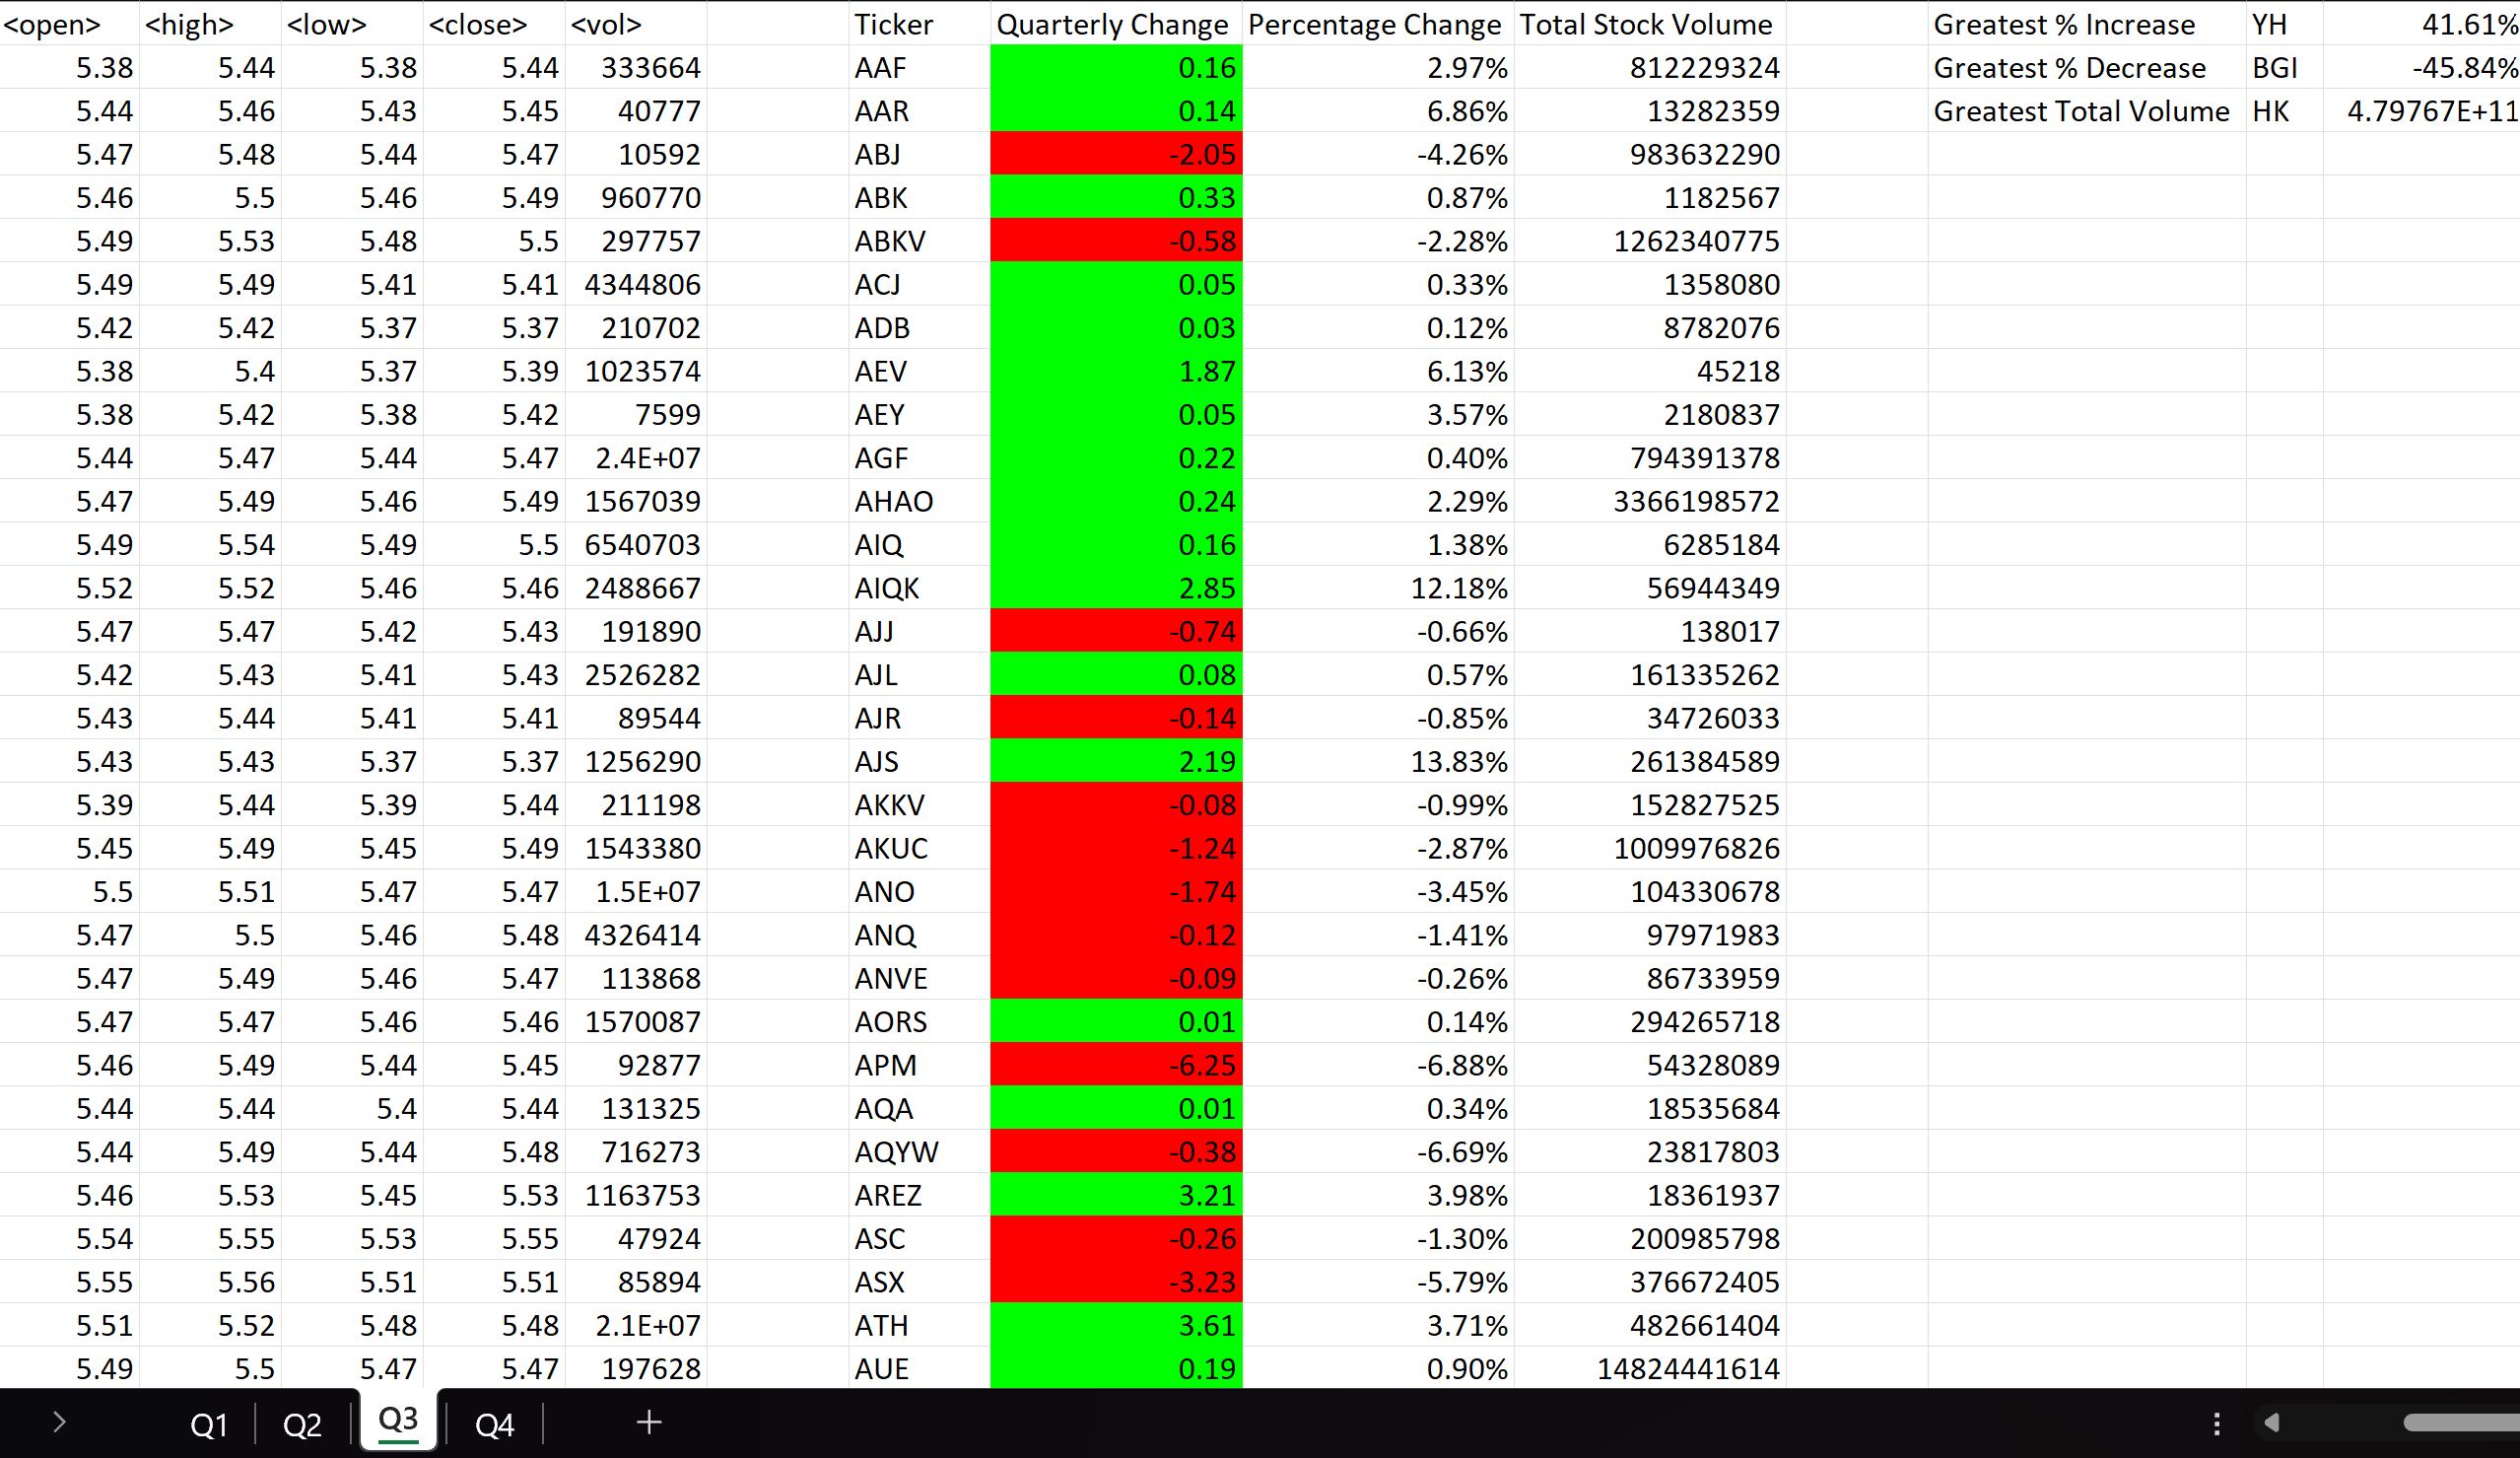 <open> <high> <low> <close> <vol> Ticker Quarterly Change Percentage Change Total Stock Volume Greatest % Increase YH 41.61%
5.38 5.44 5.38 5.44 333664 AAF 0.16 2.97% 812229324 Greatest % Decrease BGI -45.84%
5.44 5.46 5.43 5.45 40777 AAR 0.14 6.86% 13282359 Greatest Total Volume HK 4.79767E+11
5.47 5.48 5.44 5.47 10592 ABJ -2.05 -4.26% 983632290
5.46 5.5 5.46 5.49 960770 ABK 0.33 0.87% 1182567
5.49 5.53 5.48 5.5 297757 ABKV -0.58 -2.28% 1262340775
5.49 5.49 5.41 5.41 4344806 ACJ 0.05 0.33% 1358080
5.42 5.42 5.37 5.37 210702 ADB 0.03 0.12% 8782076
5.38 5.4 5.37 5.39 1023574 AEV 1.87 6.13% 45218
5.38 5.42 5.38 5.42 7599 AEY 0.05 3.57% 2180837
5.44 5.47 5.44 5.47 2.4E+07 AGF 0.22 0.40% 794391378
5.47 5.49 5.46 5.49 1567039 AHAO 0.24 2.29% 3366198572
5.49 5.54 5.49 5.5 6540703 AIQ 0.16 1.38% 6285184
5.52 5.52 5.46 5.46 2488667 AIQK 2.85 12.18% 56944349
5.47 5.47 5.42 5.43 191890 AJJ -0.74 -0.66% 138017
5.42 5.43 5.41 5.43 2526282 AJL 0.08 0.57% 161335262
5.43 5.44 5.41 5.41 89544 AJR -0.14 -0.85% 34726033
5.43 5.43 5.37 5.37 1256290 AJS 2.19 13.83% 261384589
5.39 5.44 5.39 5.44 211198 AKKV -0.08 -0.99% 152827525
5.45 5.49 5.45 5.49 1543380 AKUC -1.24 -2.87% 1009976826
5.5 5.51 5.47 5.47 1.5E+07 ANO -1.74 -3.45% 104330678
5.47 5.5 5.46 5.48 4326414 ANQ -0.12 -1.41% 97971983
5.47 5.49 5.46 5.47 113868 ANVE -0.09 -0.26% 86733959
5.47 5.47 5.46 5.46 1570087 AORS 0.01 0.14% 294265718
5.46 5.49 5.44 5.45 92877 APM -6.25 -6.88% 54328089
5.44 5.44 5.4 5.44 131325 AQA 0.01 0.34% 18535684
5.44 5.49 5.44 5.48 716273 AQYW -0.38 -6.69% 23817803
5.46 5.53 5.45 5.53 1163753 AREZ 3.21 3.98% 18361937
5.54 5.55 5.53 5.55 47924 ASC -0.26 -1.30% 200985798
5.55 5.56 5.51 5.51 85894 ASX -3.23 -5.79% 376672405
5.51 5.52 5.48 5.48 2.1E+07 ATH 3.61 3.71% 482661404
5.49 5.5 5.47 5.47 197628 AUE 0.19 0.90% 14824441614
Q1 Q2 Q3 Q4